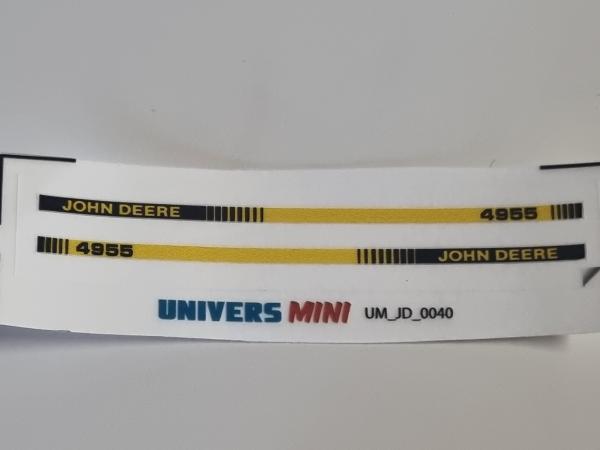 JOHN DEERE 4955
4955 JOHN DEERE
UNIVERS MINI UM_JD_0040